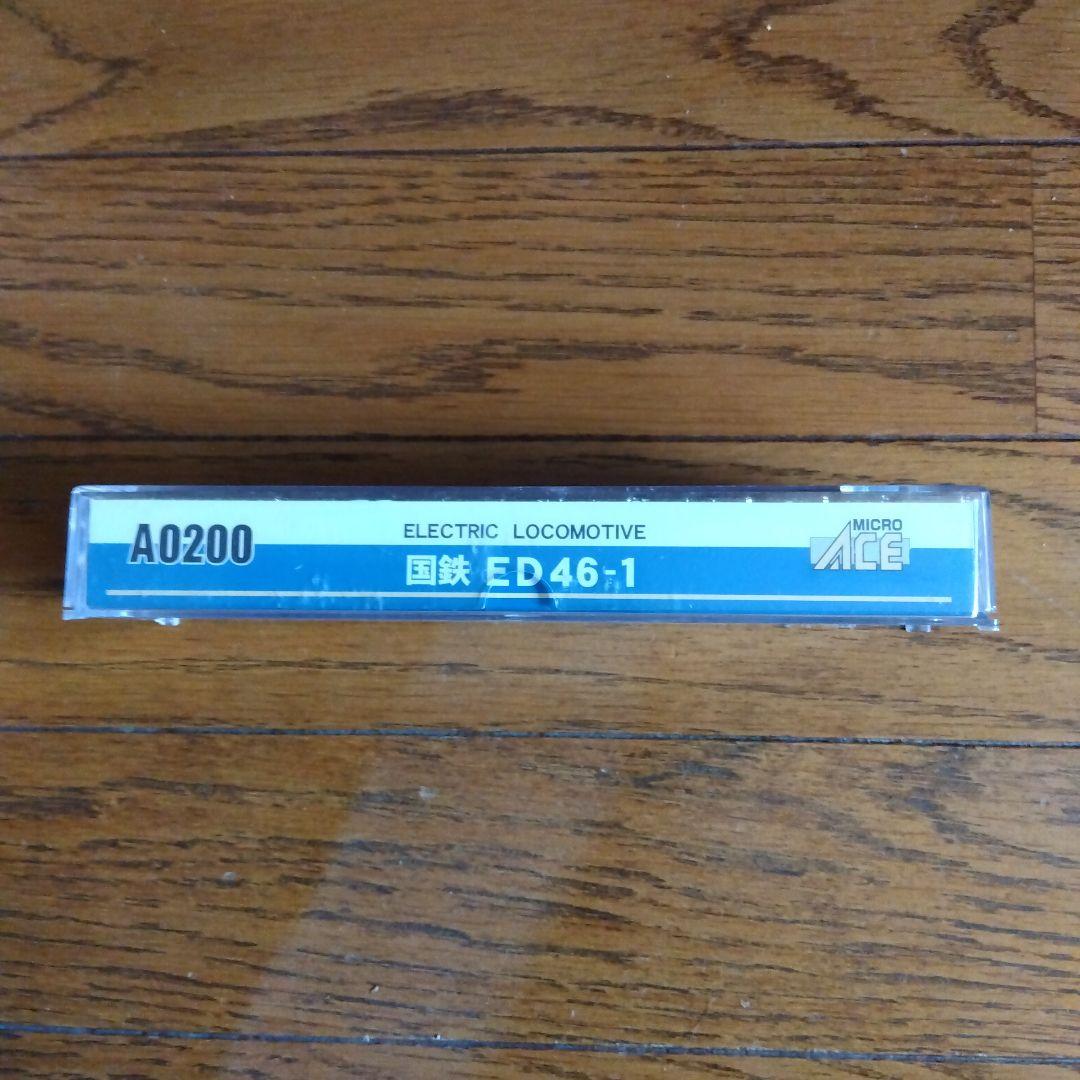 A0200
ELECTRIC LOCOMOTIVE
国鉄 ED46-1
MICRO
ACE